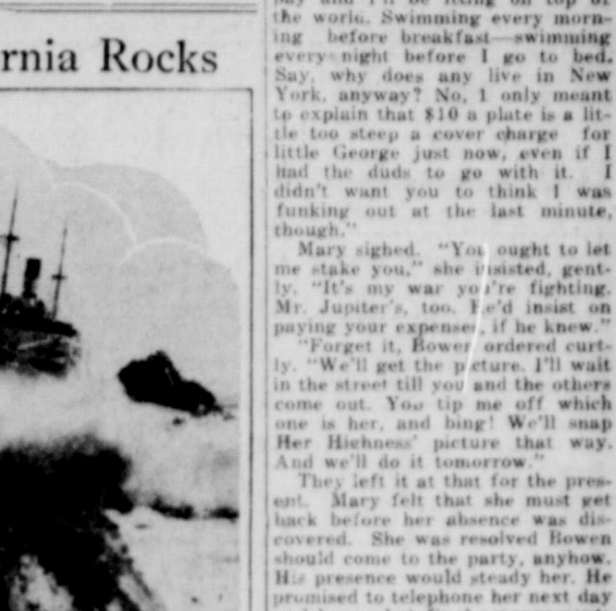 rnia Rocks
pay and I'll be sitting on top of
the world. Swimming every morn-
ing before breakfast—swimming
every night before I go to bed.
Say, why does any live in New
York, anyway? No, I only meant
to explain that $10 a plate is a lit-
tle too steep a cover charge for
little George just now, even if I
had the duds to go with it. I
didn't want you to think I was
funking out at the last minute,
though."
Mary sighed. "You ought to let
me stake you," she insisted, gent-
ly. "It's my war you're fighting.
Mr. Jupiter's, too. He'd insist on
paying your expenses, if he knew."
"Forget it, Bowen ordered curt-
ly. "We'll get the picture. I'll wait
in the street till you and the others
come out. You tip me off which
one is her, and bing! We'll snap
Her Highness' picture that way.
And we'll do it tomorrow."
They left it at that for the pres-
ent. Mary felt that she must get
back before her absence was dis-
covered. She was resolved Bowen
should come to the party, anyhow.
His presence would steady her. He
promised to telephone her next day